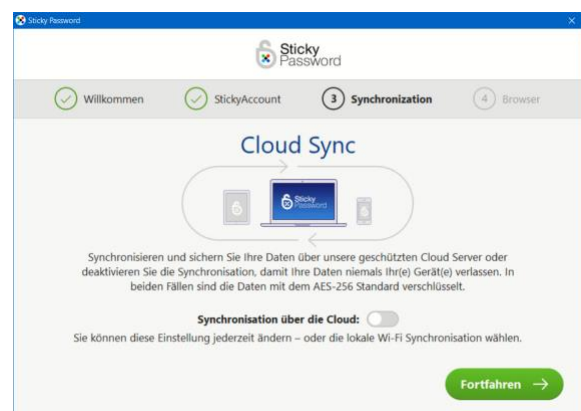 Sticky Password
Sticky
Password
Willkommen
StickyAccount
3 Synchronization
4 Browser
Cloud Sync
Sticky
Password
Synchronisieren und sichern Sie Ihre Daten über unsere geschützten Cloud Server oder
deaktivieren Sie die Synchronisation, damit Ihre Daten niemals Ihr(e) Gerät(e) verlassen. In
beiden Fällen sind die Daten mit dem AES-256 Standard verschlüsselt.
Synchronisation über die Cloud:
Sie können diese Einstellung jederzeit ändern – oder die lokale Wi-Fi Synchronisation wählen.
Fortfahren